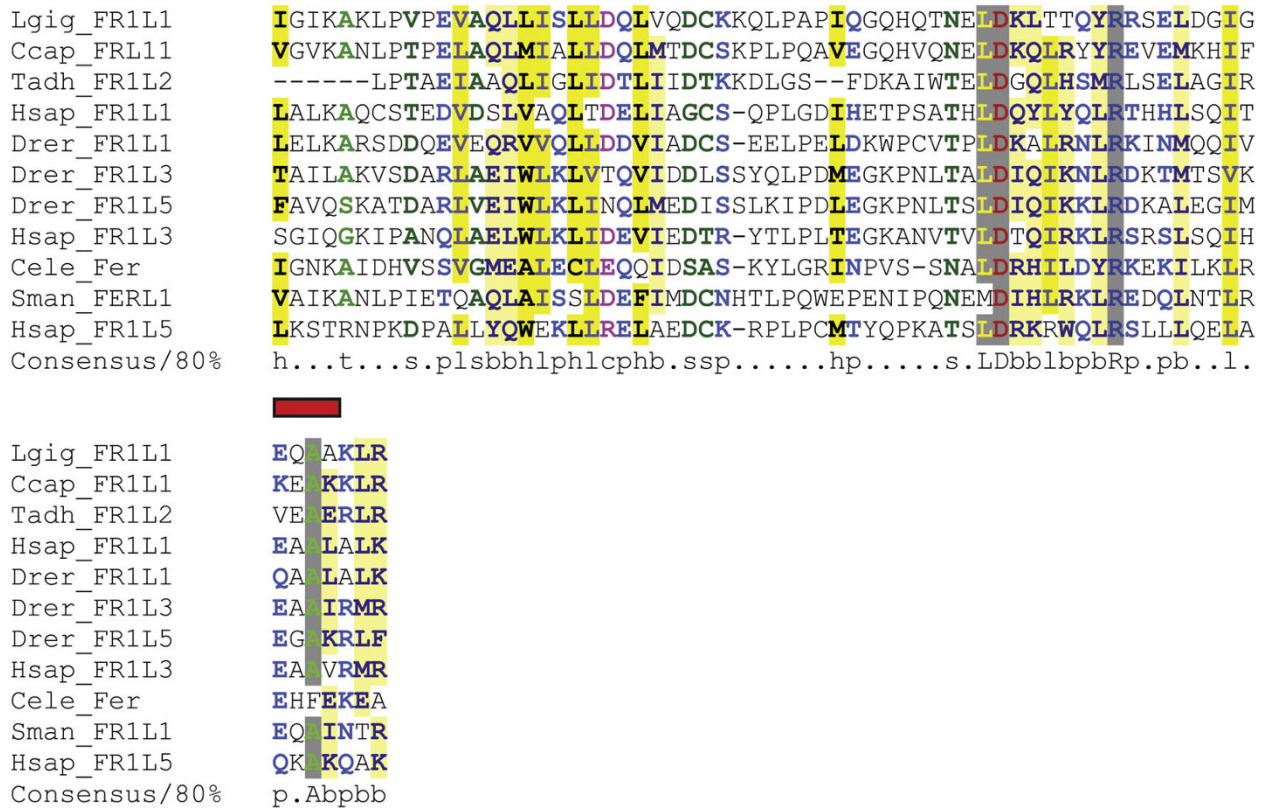 Lgig_FR1L1 IGIKAKLPVPEVAQLLISLLDQLVQDCKKQLPAPIQGQHQTNELDKLTTQYRRSELDGIG
Ccap_FRL11 VGVKANLPTPELAQLMIALLDQLMTDCSKPLPQAVEGQHVQNELDKQLRYYREVEMKHIF
Tadh_FR1L2 ------LPTAEIAAQLIGLIDTLIIDTKKDLGS--FDKAIWTELDGQLHSMRLSELAGIR
Hsap_FR1L1 LALKAQCSTEDVDSLVAQLTDELIAGCS-QPLGDIHETPSATHLDQYLYQLRTHHLSQIT
Drer_FR1L1 LELKARSDDQEVEQRVVQLLDDVIADCS-EELPELDKWPCVTPLDKALRNLRKINMQQIV
Drer_FR1L3 TAILAKVSDARLAEIWLKLVTQVIDDLSSYQLPDMEGKPNLTALDIQIKNLRDKTMTSVK
Drer_FR1L5 FAVQSKATDARLVEIWLKLINQLMEDISSLKIPDLEGKPNLTSLDIQIKKLRDKALEGIM
Hsap_FR1L3 SGIQGKIPANQLAELWLKLIDEVIEDTR-YTLPLTEGKANVTVLDTQIRKLRSRSLSQIH
Cele_Fer IGNKAIDHVSSVGMEALECLEQQIDSAS-KYLGRINPVS-SNALDRHILDYRKEKILKLR
Sman_FERL1 VAIKANLPIETQAQLAISSLDEFIMDCNHTLPQWEPENIPQNEMDIHLRKLREDQLNTLR
Hsap_FR1L5 LKSTRNPKDPALLYQWEKLLRELAEDCK-RPLPCMTYQPKATSLDRKRWQLRSLLLQELA
Consensus/80% h...t...s.plsbbhlphlcphb.ssp......hp.....s.LDbblbpbRp.pb..l.
Lgig_FR1L1 EQAAKLR
Ccap_FR1L1 KEAKKLR
Tadh_FR1L2 VEAERLR
Hsap_FR1L1 EAALALK
Drer_FR1L1 QAALALK
Drer_FR1L3 EAAIRMR
Drer_FR1L5 EGAKRLF
Hsap_FR1L3 EAAVRMR
Cele_Fer EHFEKEA
Sman_FR1L1 EQAINTR
Hsap_FR1L5 QKAKQAK
Consensus/80% p.Abpbb